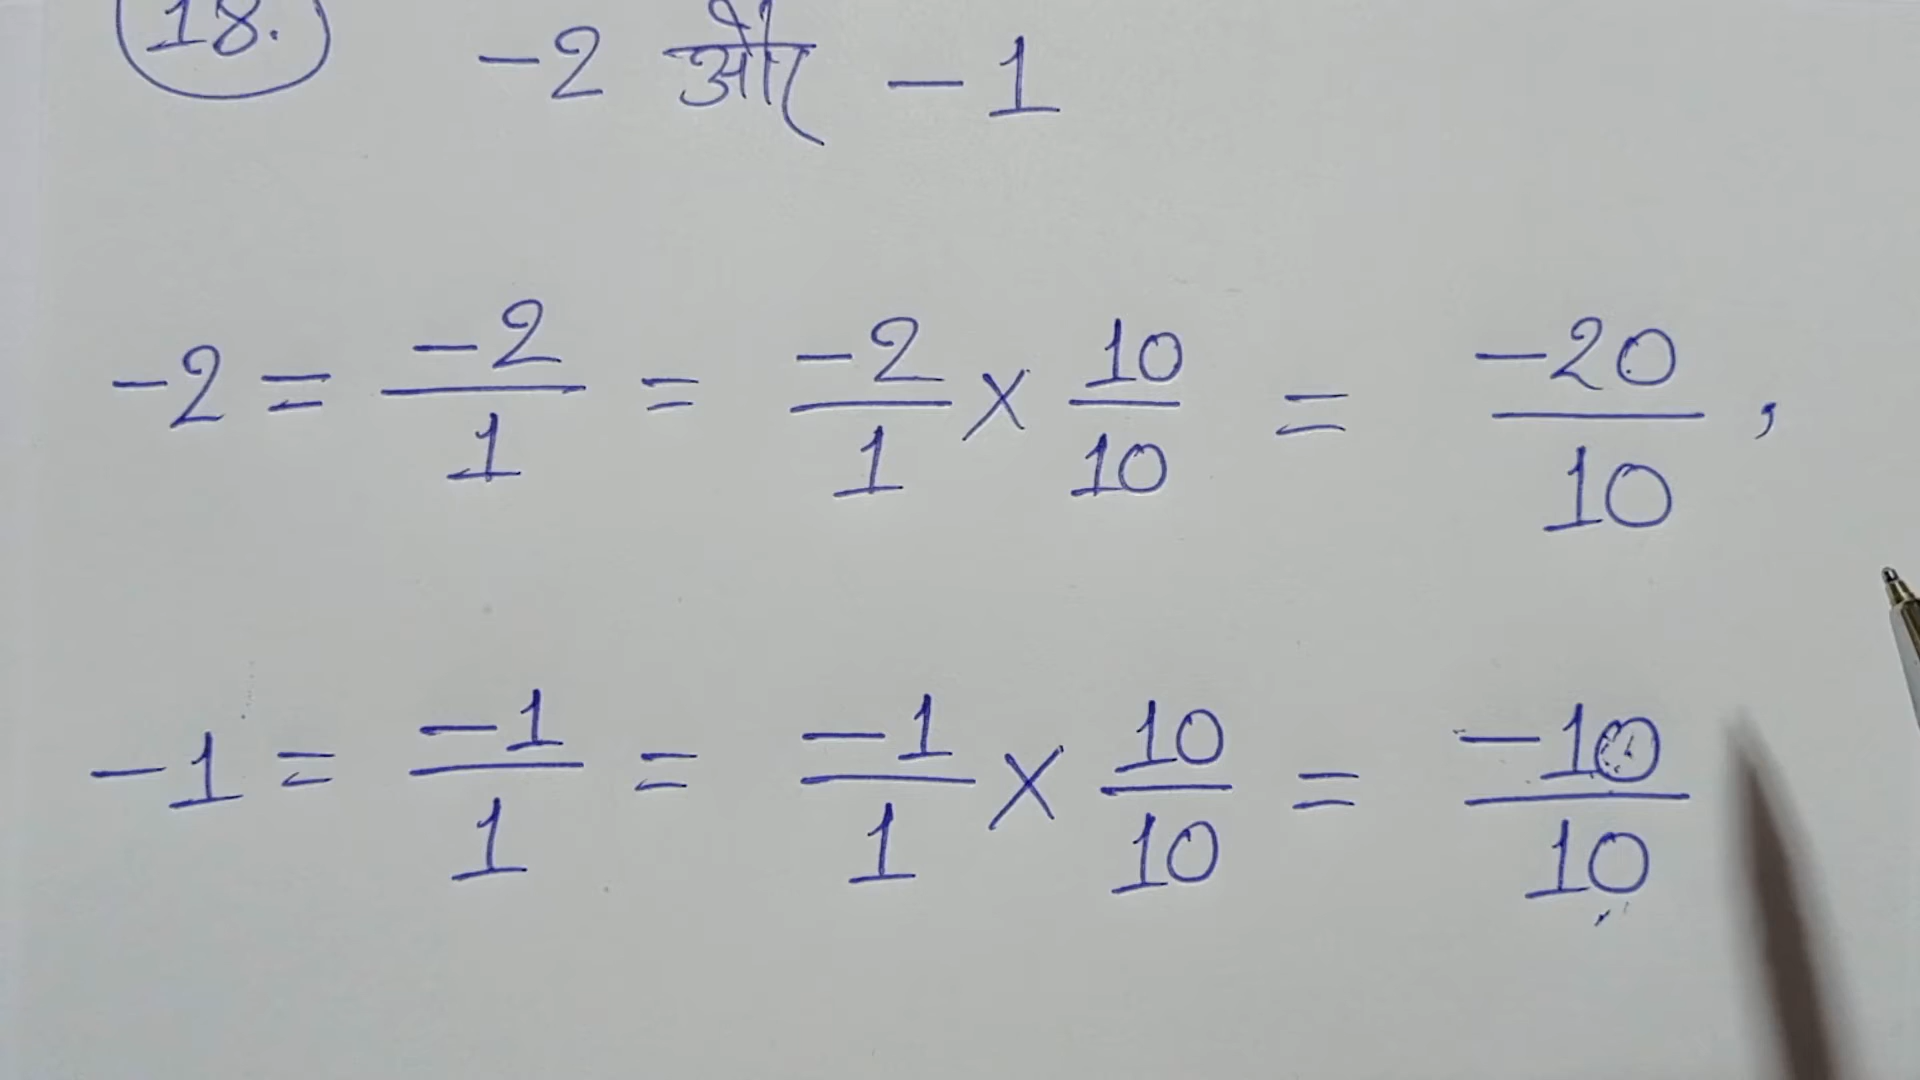 18. -2 और -1
-2 = -2/1 = -2/1 × 10/10 = -20/10,
-1 = -1/1 = -1/1 × 10/10 = -10/10